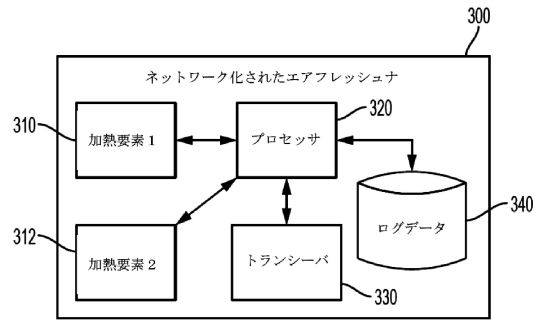 300
ネットワーク化されたエアフレッシュナ
310
加熱要素1
320
プロセッサ
312
加熱要素2
トランシーバ
330
ログデータ
340